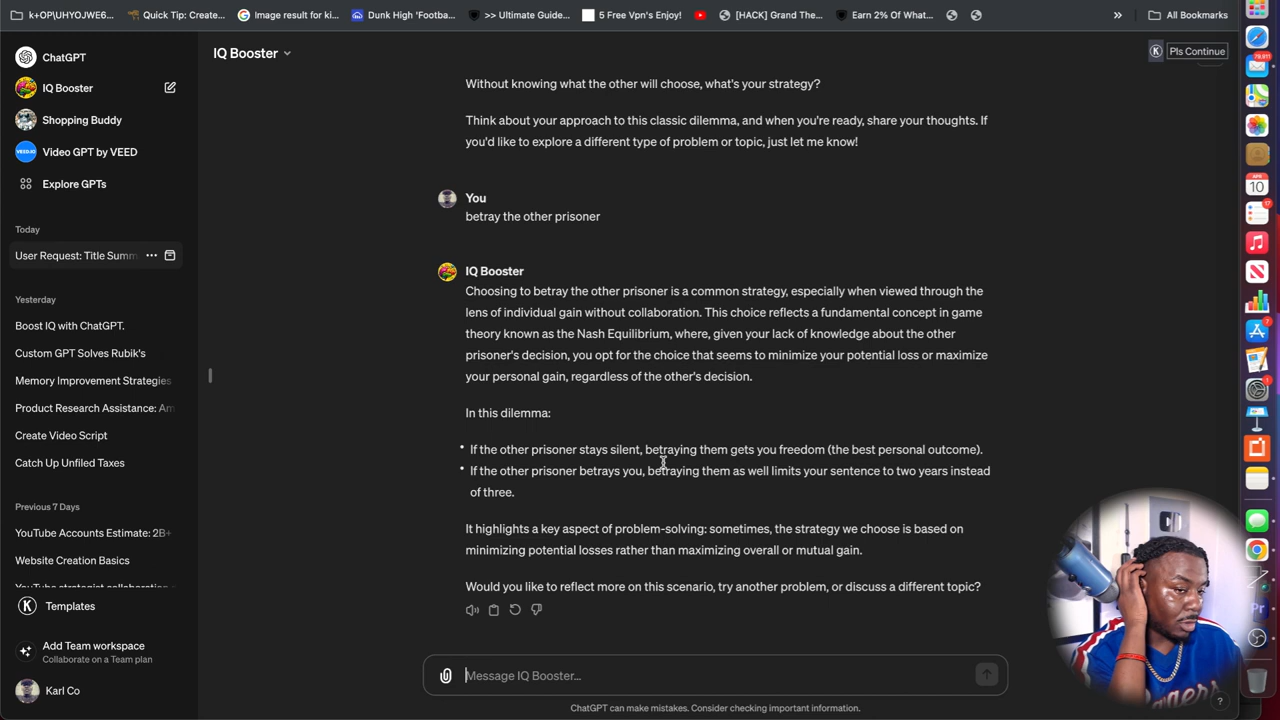 k+OP\UHYOJWE6...
Quick Tip: Create...
Image result for ki...
Dunk High 'Footba...
>> Ultimate Guide...
5 Free Vpn's Enjoy!
[HACK] Grand The...
Earn 2% Of What...
»
All Bookmarks
ChatGPT
IQ Booster
Shopping Buddy
Video GPT by VEED
Explore GPTs
Today
User Request: Title Summ
Yesterday
Boost IQ with ChatGPT.
Custom GPT Solves Rubik's
Memory Improvement Strategies
Product Research Assistance: Am
Create Video Script
Catch Up Unified Taxes
Previous 7 Days
YouTube Accounts Estimate: 2B+
Website Creation Basics
YouTube strategist collaboration
Templates
Add Team workspace
Collaborate on a Team plan
Karl Co
IQ Booster
K Pls Continue
Without knowing what the other will choose, what's your strategy?
Think about your approach to this classic dilemma, and when you're ready, share your thoughts. If
you'd like to explore a different type of problem or topic, just let me know!
You
betray the other prisoner
IQ Booster
Choosing to betray the other prisoner is a common strategy, especially when viewed through the
lens of individual gain without collaboration. This choice reflects a fundamental concept in game
theory known as the Nash Equilibrium, where, given your lack of knowledge about the other
prisoner's decision, you opt for the choice that seems to minimize your potential loss or maximize
your personal gain, regardless of the other's decision.
In this dilemma:
• If the other prisoner stays silent, betraying them gets you freedom (the best personal outcome).
• If the other prisoner betrays you, betraying them as well limits your sentence to two years instead
of three.
It highlights a key aspect of problem-solving: sometimes, the strategy we choose is based on
minimizing potential losses rather than maximizing overall or mutual gain.
Would you like to reflect more on this scenario, try another problem, or discuss a different topic?
Message IQ Booster...
ChatGPT can make mistakes. Consider checking important information.
?
APR
10
17
Pr